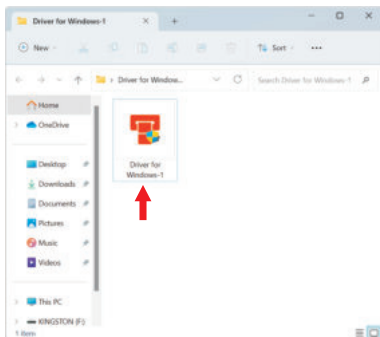 Driver for Windows-1
New
Sort
Driver for Window...
Search Driver for Windows-1
Home
OneDrive
Desktop
Downloads
Documents
Pictures
Music
Videos
This PC
KINGSTON (F:)
Driver for
Windows-1
1 item